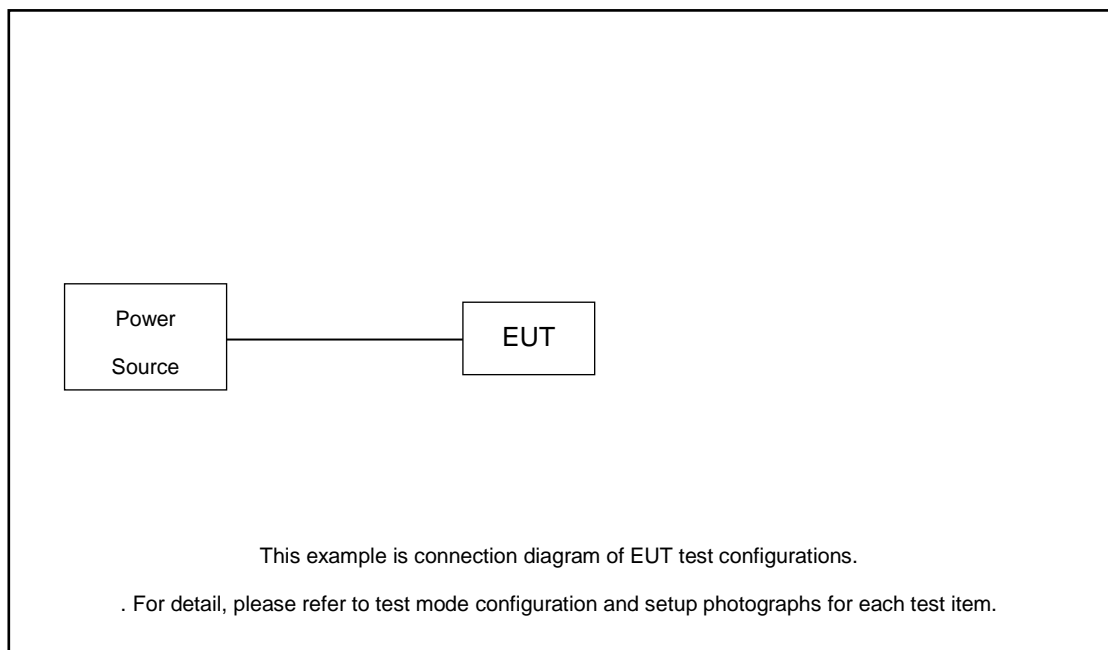 Power
Source
EUT
This example is connection diagram of EUT test configurations.
. For detail, please refer to test mode configuration and setup photographs for each test item.